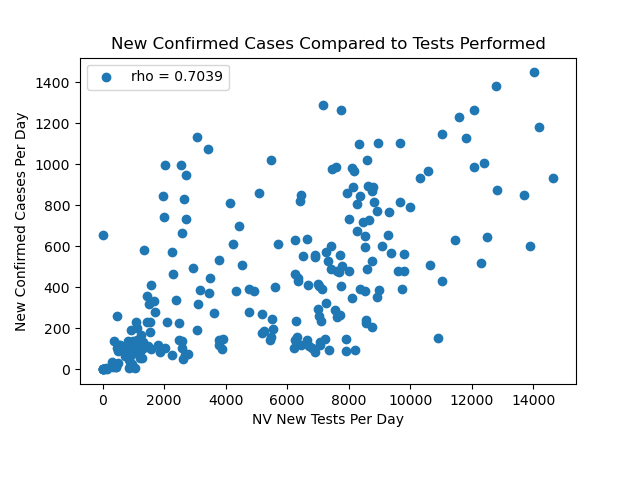 New Confirmed Cases Compared to Tests Performed
rho = 0.7039
New Confirmed Caeses Per Day
1400
1200
1000
800
600
400
200
0
0 2000 4000 6000 8000 10000 12000 14000
NV New Tests Per Day